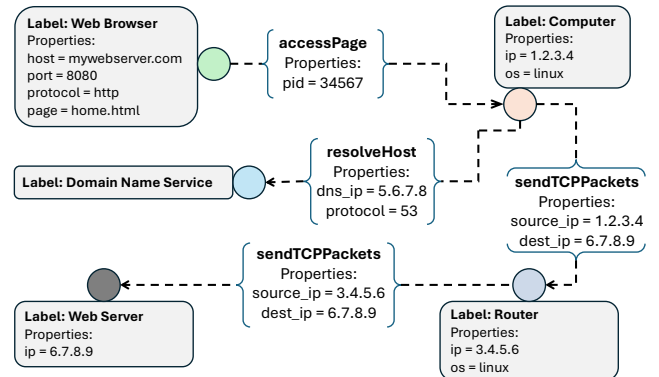 Label: Web Browser
Properties:
host = mywebserver.com
port = 8080
protocol = http
page = home.html
accessPage
Properties:
pid = 34567
Label: Computer
Properties:
ip = 1.2.3.4
os = linux
Label: Domain Name Service
resolveHost
Properties:
dns_ip = 5.6.7.8
protocol = 53
sendTCPPackets
Properties:
source_ip = 1.2.3.4
dest_ip = 6.7.8.9
sendTCPPackets
Properties:
source_ip = 3.4.5.6
dest_ip = 6.7.8.9
Label: Web Server
Properties:
ip = 6.7.8.9
Label: Router
Properties:
ip = 3.4.5.6
os = linux